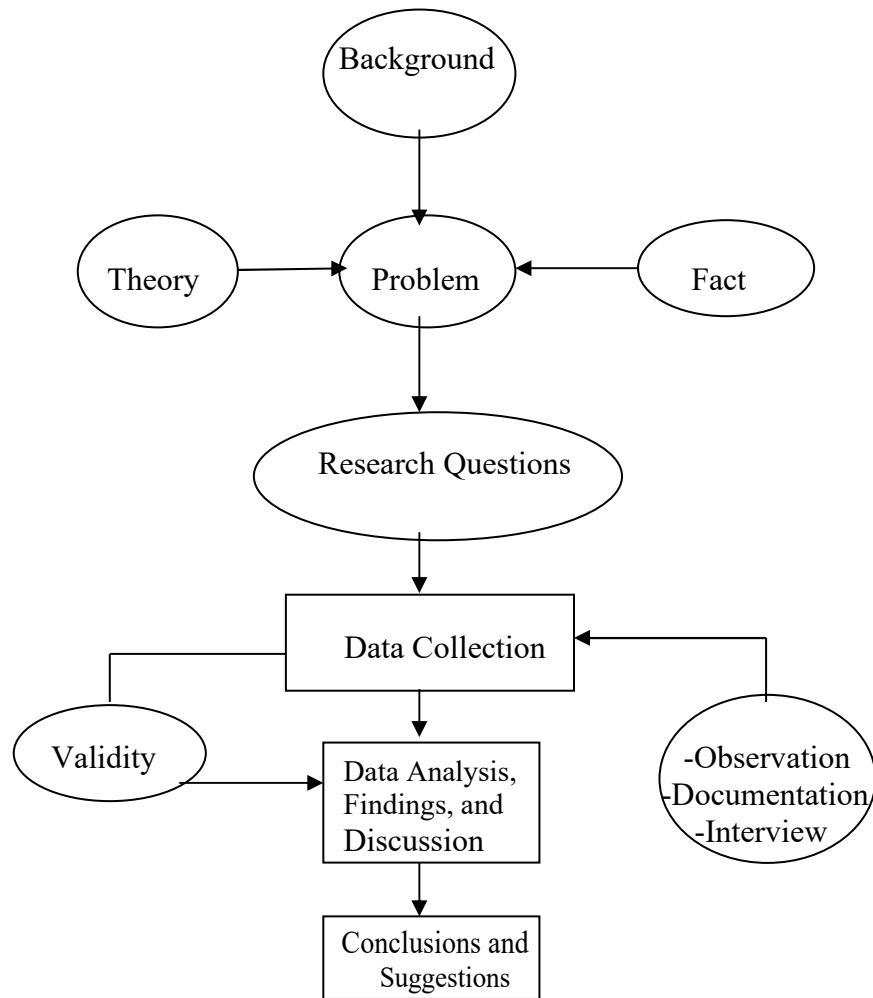 Background
Theory
Problem
Fact
Research Questions
Data Collection
Validity
Data Analysis,
Findings, and
Discussion
-Observation
-Documentation
-Interview
Conclusions and
Suggestions